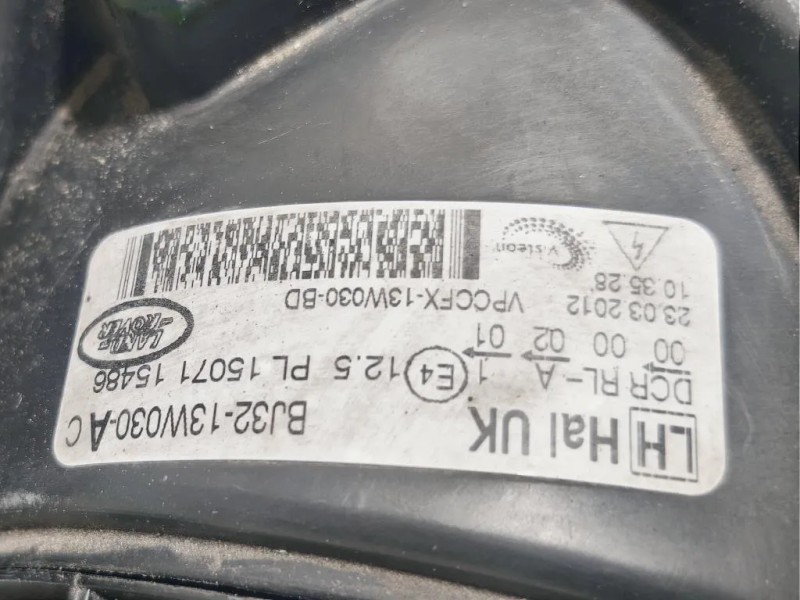 LH Hal UK BJ32-13W030-AC
DCR RL-A 1 E4 12.5 PL 15071 15486
00 00 02 01
LAND-
-ROVER
23.03.2012 VPCCFX-13W030-BD
10.35.28
Visteon